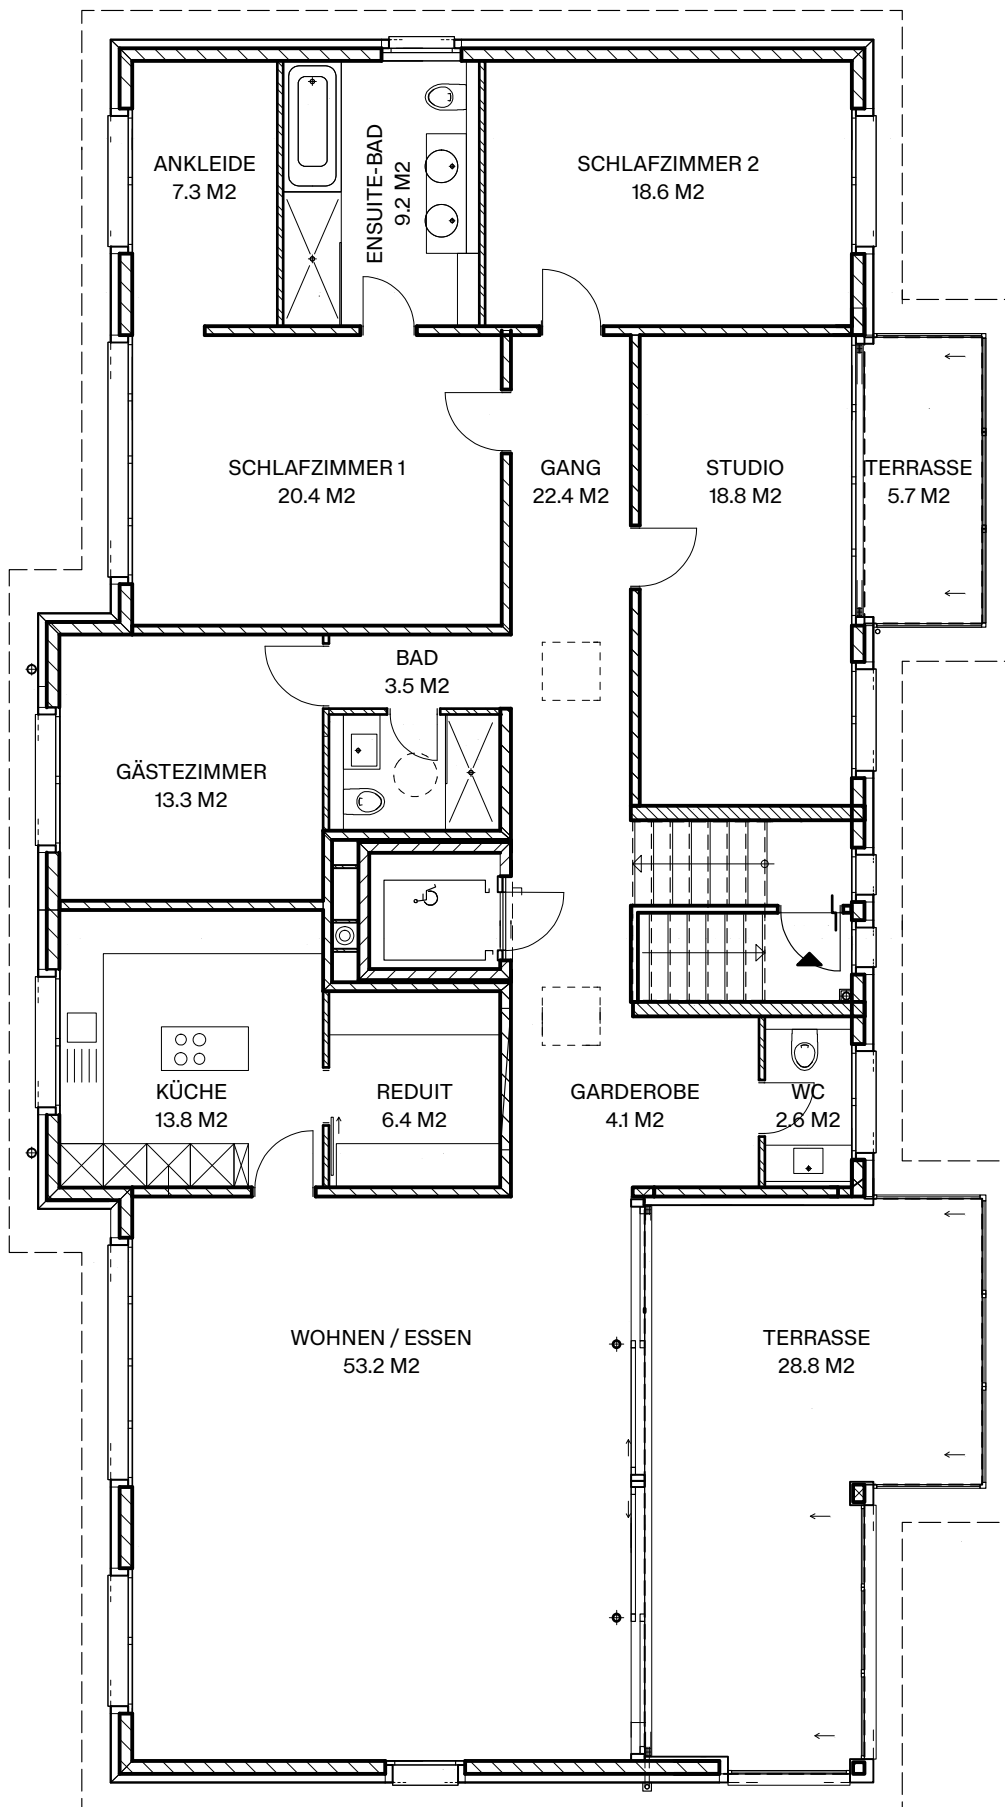 ANKLEIDE
7.3 M2
ENSUITE-BAD
9.2 M2
SCHLAFZIMMER 2
18.6 M2
SCHLAFZIMMER 1
20.4 M2
GANG
22.4 M2
STUDIO
18.8 M2
TERRASSE
5.7 M2
BAD
3.5 M2
GÄSTEZIMMER
13.3 M2
KÜCHE
13.8 M2
REDUIT
6.4 M2
GARDEROBE
4.1 M2
WC
2.6 M2
WOHNEN / ESSEN
53.2 M2
TERRASSE
28.8 M2